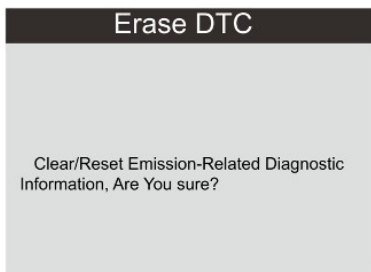 Erase DTC
Clear/Reset Emission-Related Diagnostic
Information, Are You sure?